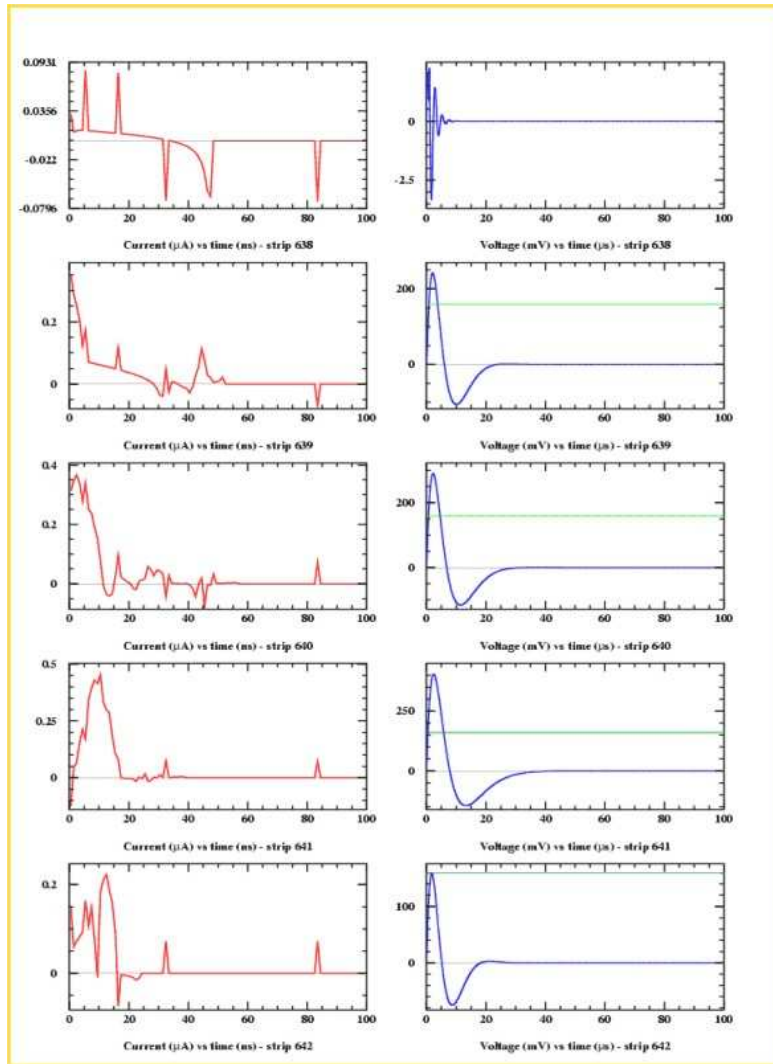 0.0931
0.0356
-0.022
-0.0796
0 20 40 60 80 100
Current (μA) vs time (ns) - strip 638
0
-2.5
0 20 40 60 80 100
Voltage (mV) vs time (μs) - strip 638
0.2
0
0 20 40 60 80 100
Current (μA) vs time (ns) - strip 639
200
0
0 20 40 60 80 100
Voltage (mV) vs time (μs) - strip 639
0.4
0.2
0
0 20 40 60 80 100
Current (μA) vs time (ns) - strip 640
200
0
0 20 40 60 80 100
Voltage (mV) vs time (μs) - strip 640
0.5
0.25
0
0 20 40 60 80 100
Current (μA) vs time (ns) - strip 641
250
0
0 20 40 60 80 100
Voltage (mV) vs time (μs) - strip 641
0.2
0
0 20 40 60 80 100
Current (μA) vs time (ns) - strip 642
100
0
0 20 40 60 80 100
Voltage (mV) vs time (μs) - strip 642